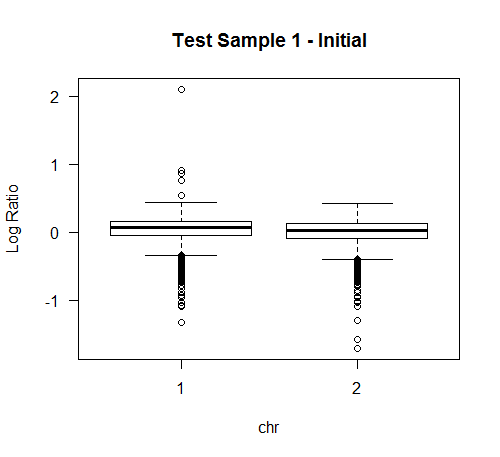 Test Sample 1 - Initial
Log Ratio
2
1
0
-1
1 2
chr